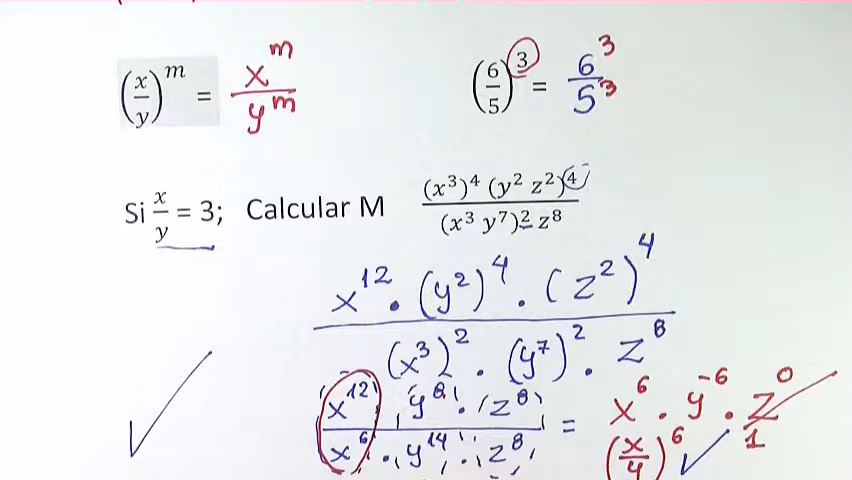 (x/y)^m = x^m/y^m    (6/5)^3 = 6^3/5^3
Si x/y = 3; Calcular M (x^3)^4 (y^2 z^2)^4 / (x^3 y^7)^2 z^8
x^12 · (y^2)^4 · (z^2)^4 / (x^3)^2 · (y^7)^2 · z^8
x^12 · y^8 · z^8 / x^6 · y^14 · z^8 = x^6 · y^-6 · z^0
1
(x/y)^6